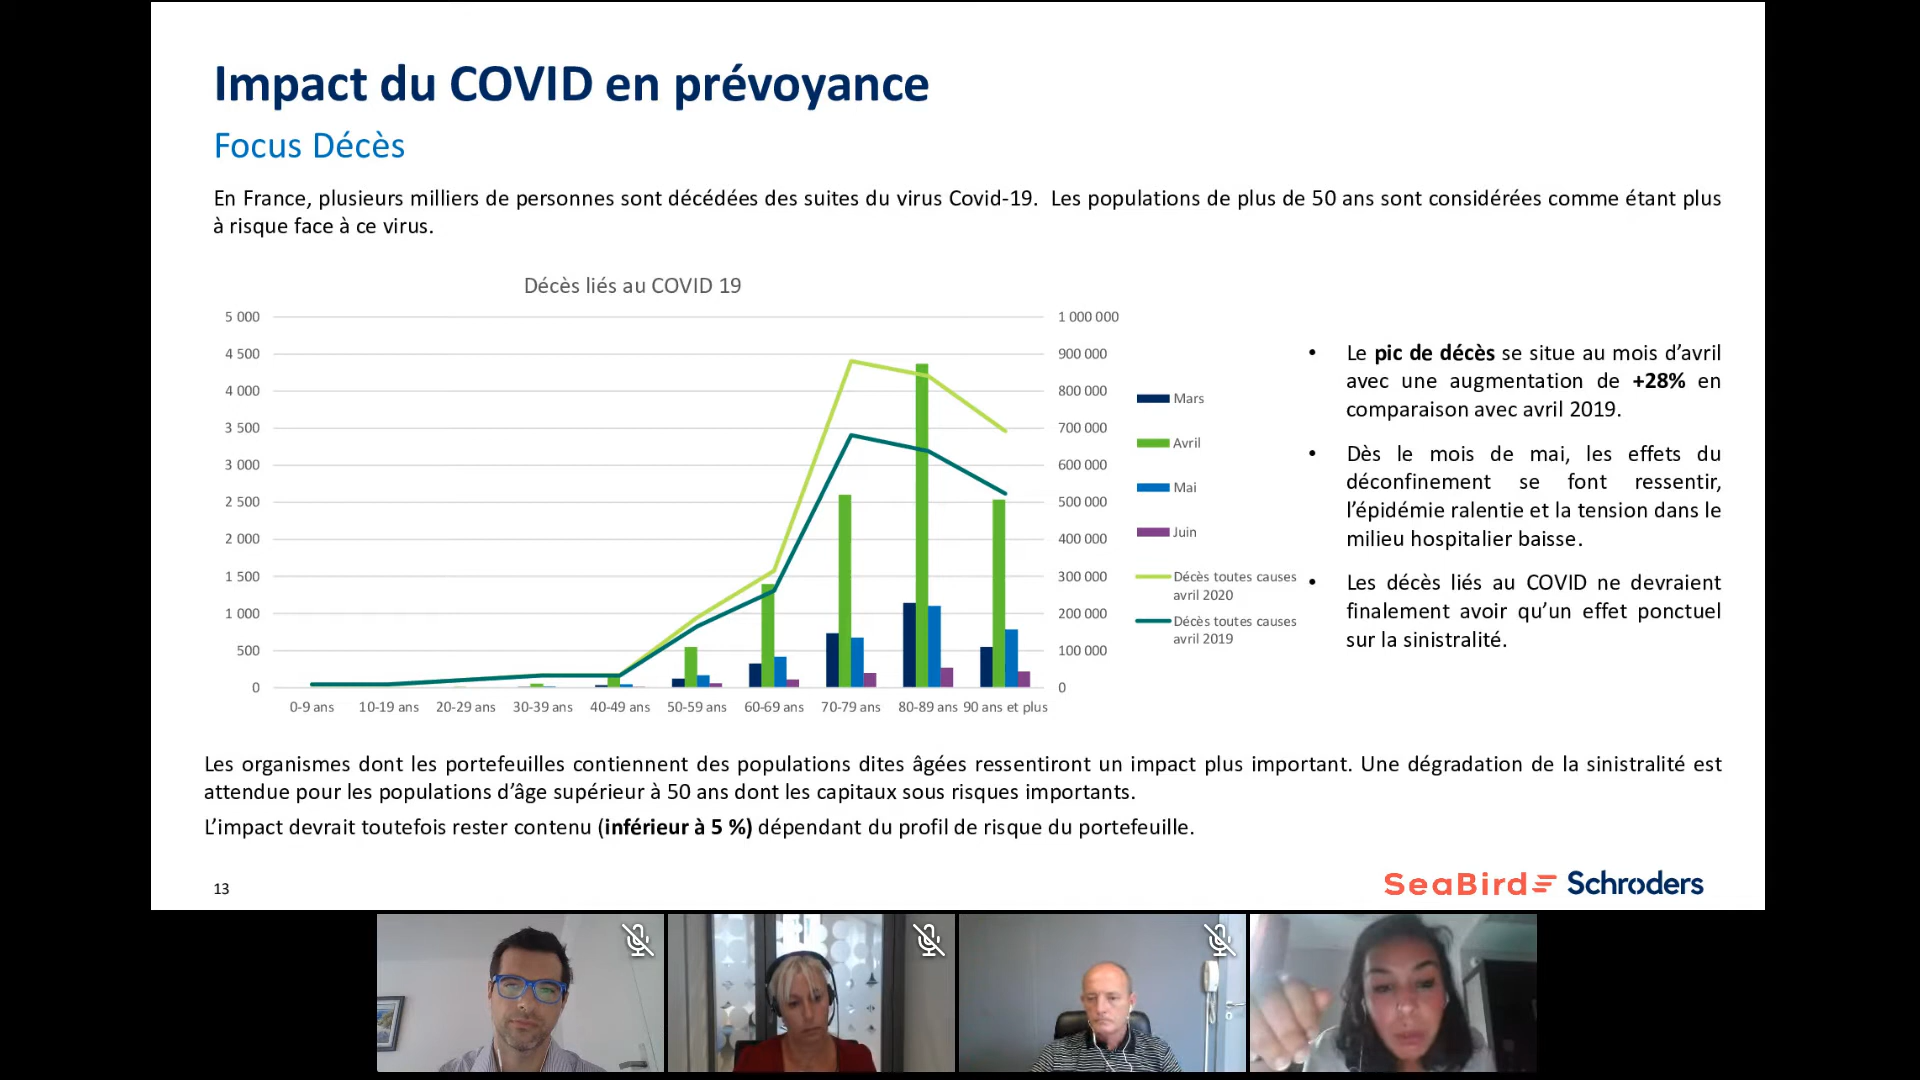 Impact du COVID en prévoyance
Focus Décès
En France, plusieurs milliers de personnes sont décédées des suites du virus Covid-19. Les populations de plus de 50 ans sont considérées comme étant plus
à risque face à ce virus.
Décès liés au COVID 19
5 000
4 500
4 000
3 500
3 000
2 500
2 000
1 500
1 000
500
0
1 000 000
900 000
800 000
700 000
600 000
500 000
400 000
300 000
200 000
100 000
0
0-9 ans 10-19 ans 20-29 ans 30-39 ans 40-49 ans 50-59 ans 60-69 ans 70-79 ans 80-89 ans 90 ans et plus
Mars
Avril
Mai
Juin
Décès toutes causes
avril 2020
Décès toutes causes
avril 2019
• Le pic de décès se situe au mois d’avril
avec une augmentation de +28% en
comparaison avec avril 2019.
• Dès le mois de mai, les effets du
déconfinement se font ressentir,
l’épidémie ralentie et la tension dans le
milieu hospitalier baisse.
• Les décès liés au COVID ne devraient
finalement avoir qu’un effet ponctuel
sur la sinistralité.
Les organismes dont les portefeuilles contiennent des populations dites âgées ressentiront un impact plus important. Une dégradation de la sinistralité est
attendue pour les populations d’âge supérieur à 50 ans dont les capitaux sous risques importants.
L’impact devrait toutefois rester contenu (inférieur à 5 %) dépendant du profil de risque du portefeuille.
13
SeaBird Schroders